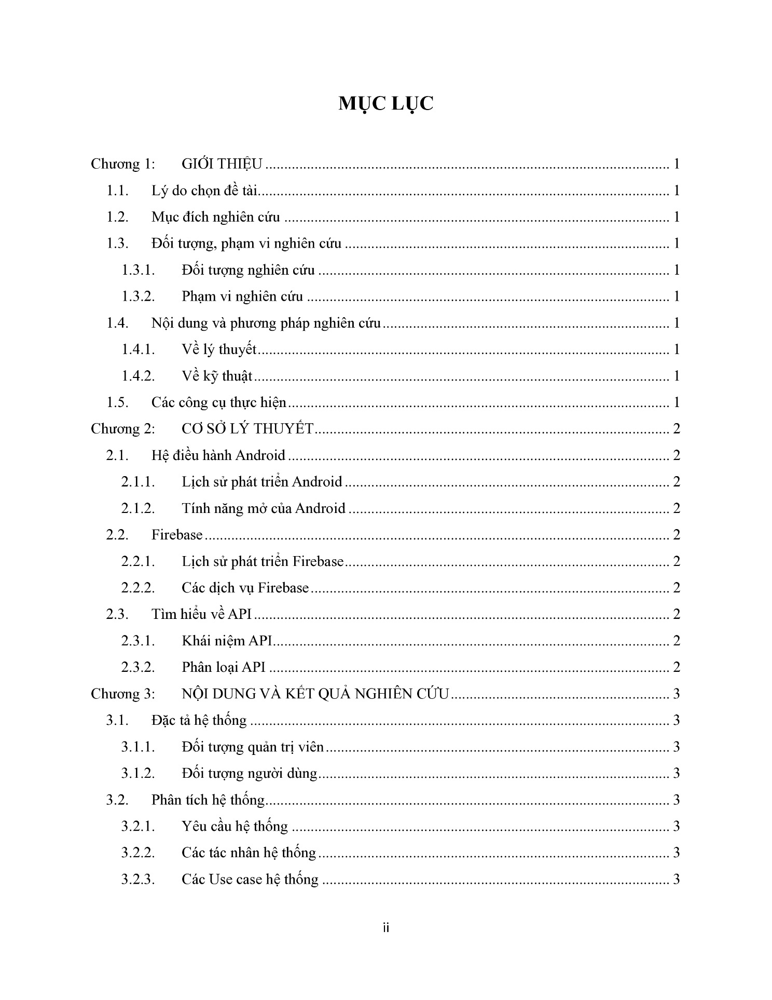 MỤC LỤC
Chương 1: GIỚI THIỆU ........ 1
1.1. Lý do chọn đề tài ........ 1
1.2. Mục đích nghiên cứu ........ 1
1.3. Đối tượng, phạm vi nghiên cứu ........ 1
1.3.1. Đối tượng nghiên cứu ........ 1
1.3.2. Phạm vi nghiên cứu ........ 1
1.4. Nội dung và phương pháp nghiên cứu ........ 1
1.4.1. Về lý thuyết ........ 1
1.4.2. Về kỹ thuật ........ 1
1.5. Các công cụ thực hiện ........ 1
Chương 2: CƠ SỞ LÝ THUYẾT ........ 2
2.1. Hệ điều hành Android ........ 2
2.1.1. Lịch sử phát triển Android ........ 2
2.1.2. Tính năng mở của Android ........ 2
2.2. Firebase ........ 2
2.2.1. Lịch sử phát triển Firebase ........ 2
2.2.2. Các dịch vụ Firebase ........ 2
2.3. Tìm hiểu về API ........ 2
2.3.1. Khái niệm API ........ 2
2.3.2. Phân loại API ........ 2
Chương 3: NỘI DUNG VÀ KẾT QUẢ NGHIÊN CỨU ........ 3
3.1. Đặc tả hệ thống ........ 3
3.1.1. Đối tượng quản trị viên ........ 3
3.1.2. Đối tượng người dùng ........ 3
3.2. Phân tích hệ thống ........ 3
3.2.1. Yêu cầu hệ thống ........ 3
3.2.2. Các tác nhân hệ thống ........ 3
3.2.3. Các Use case hệ thống ........ 3
ii